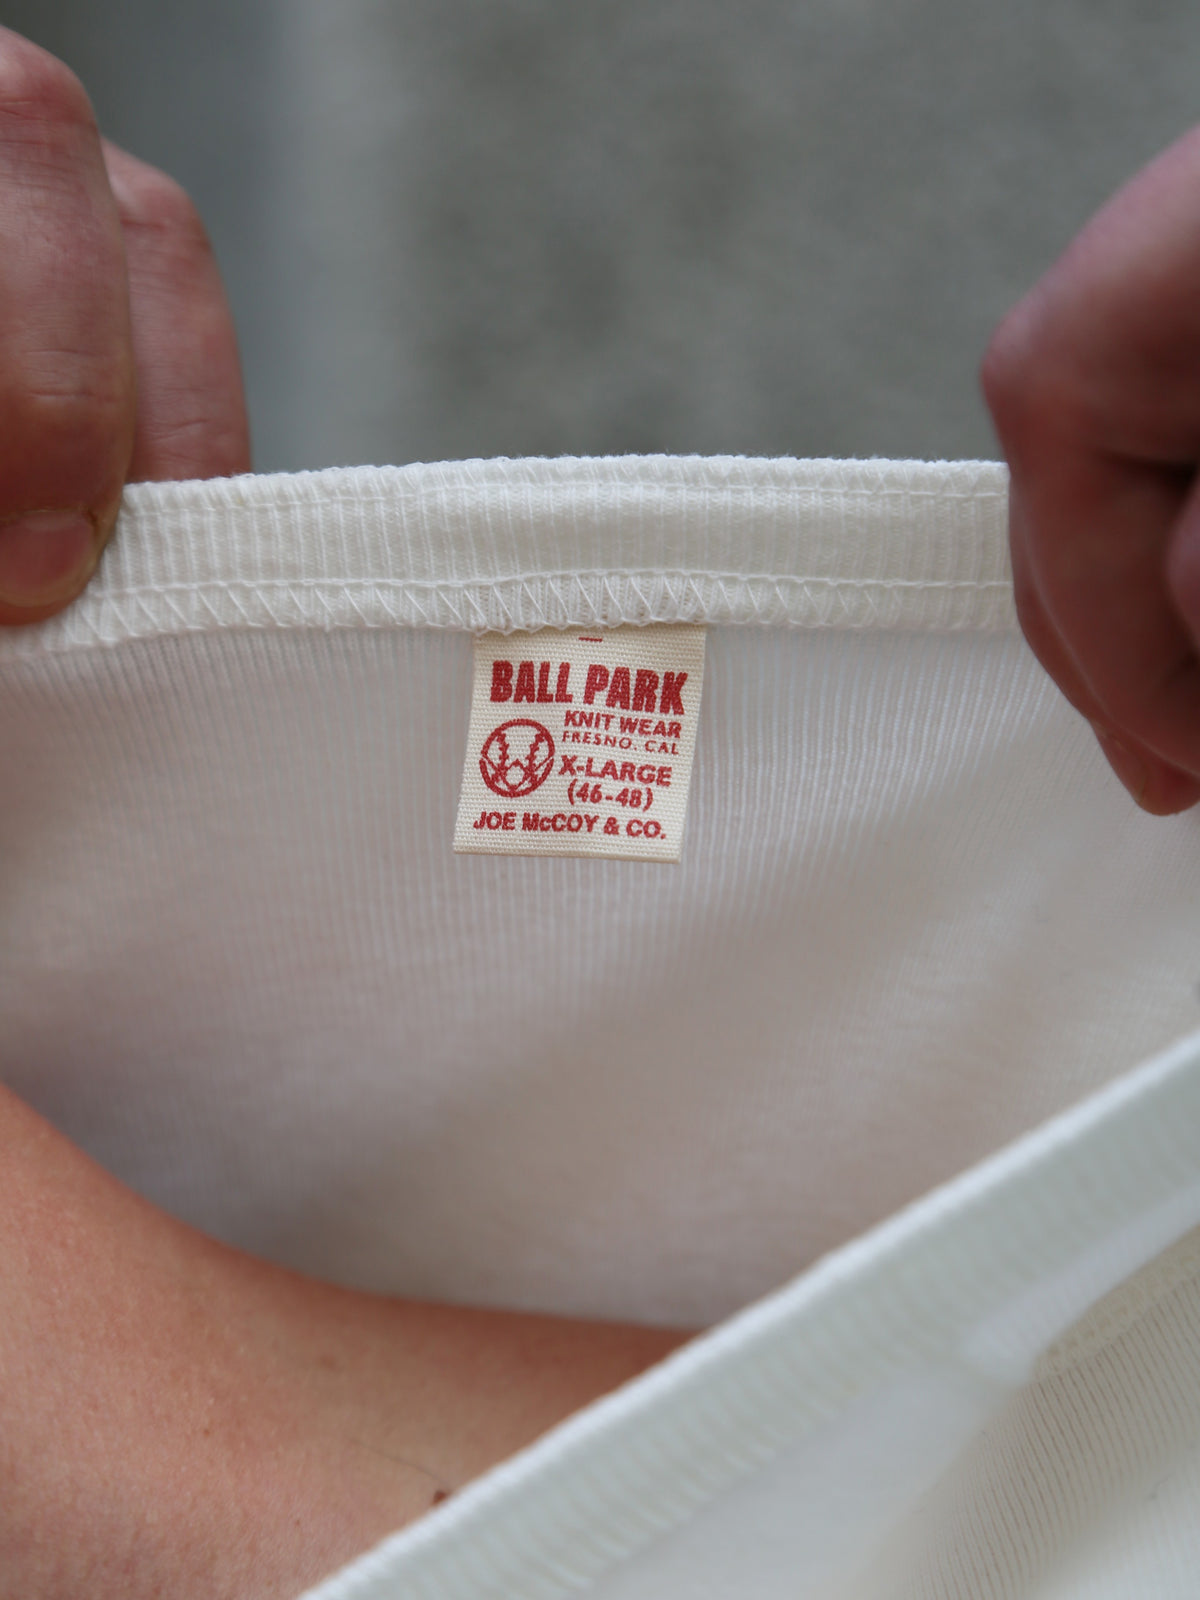 BALL PARK
KNIT WEAR
FRESNO. CAL
X-LARGE
(46-48)
JOE McCOY & CO.